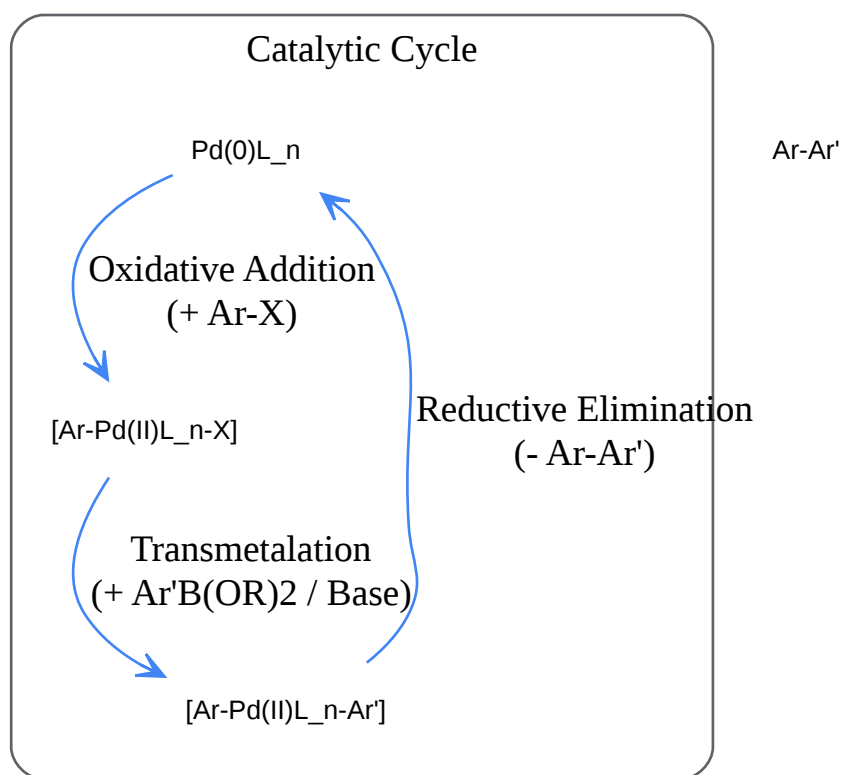 Catalytic Cycle
Pd(0)L_n
Ar-Ar'
Oxidative Addition
(+ Ar-X)
Reductive Elimination
(- Ar-Ar')
[Ar-Pd(II)L_n-X]
Transmetalation
(+ Ar'B(OR)2 / Base)
[Ar-Pd(II)L_n-Ar']